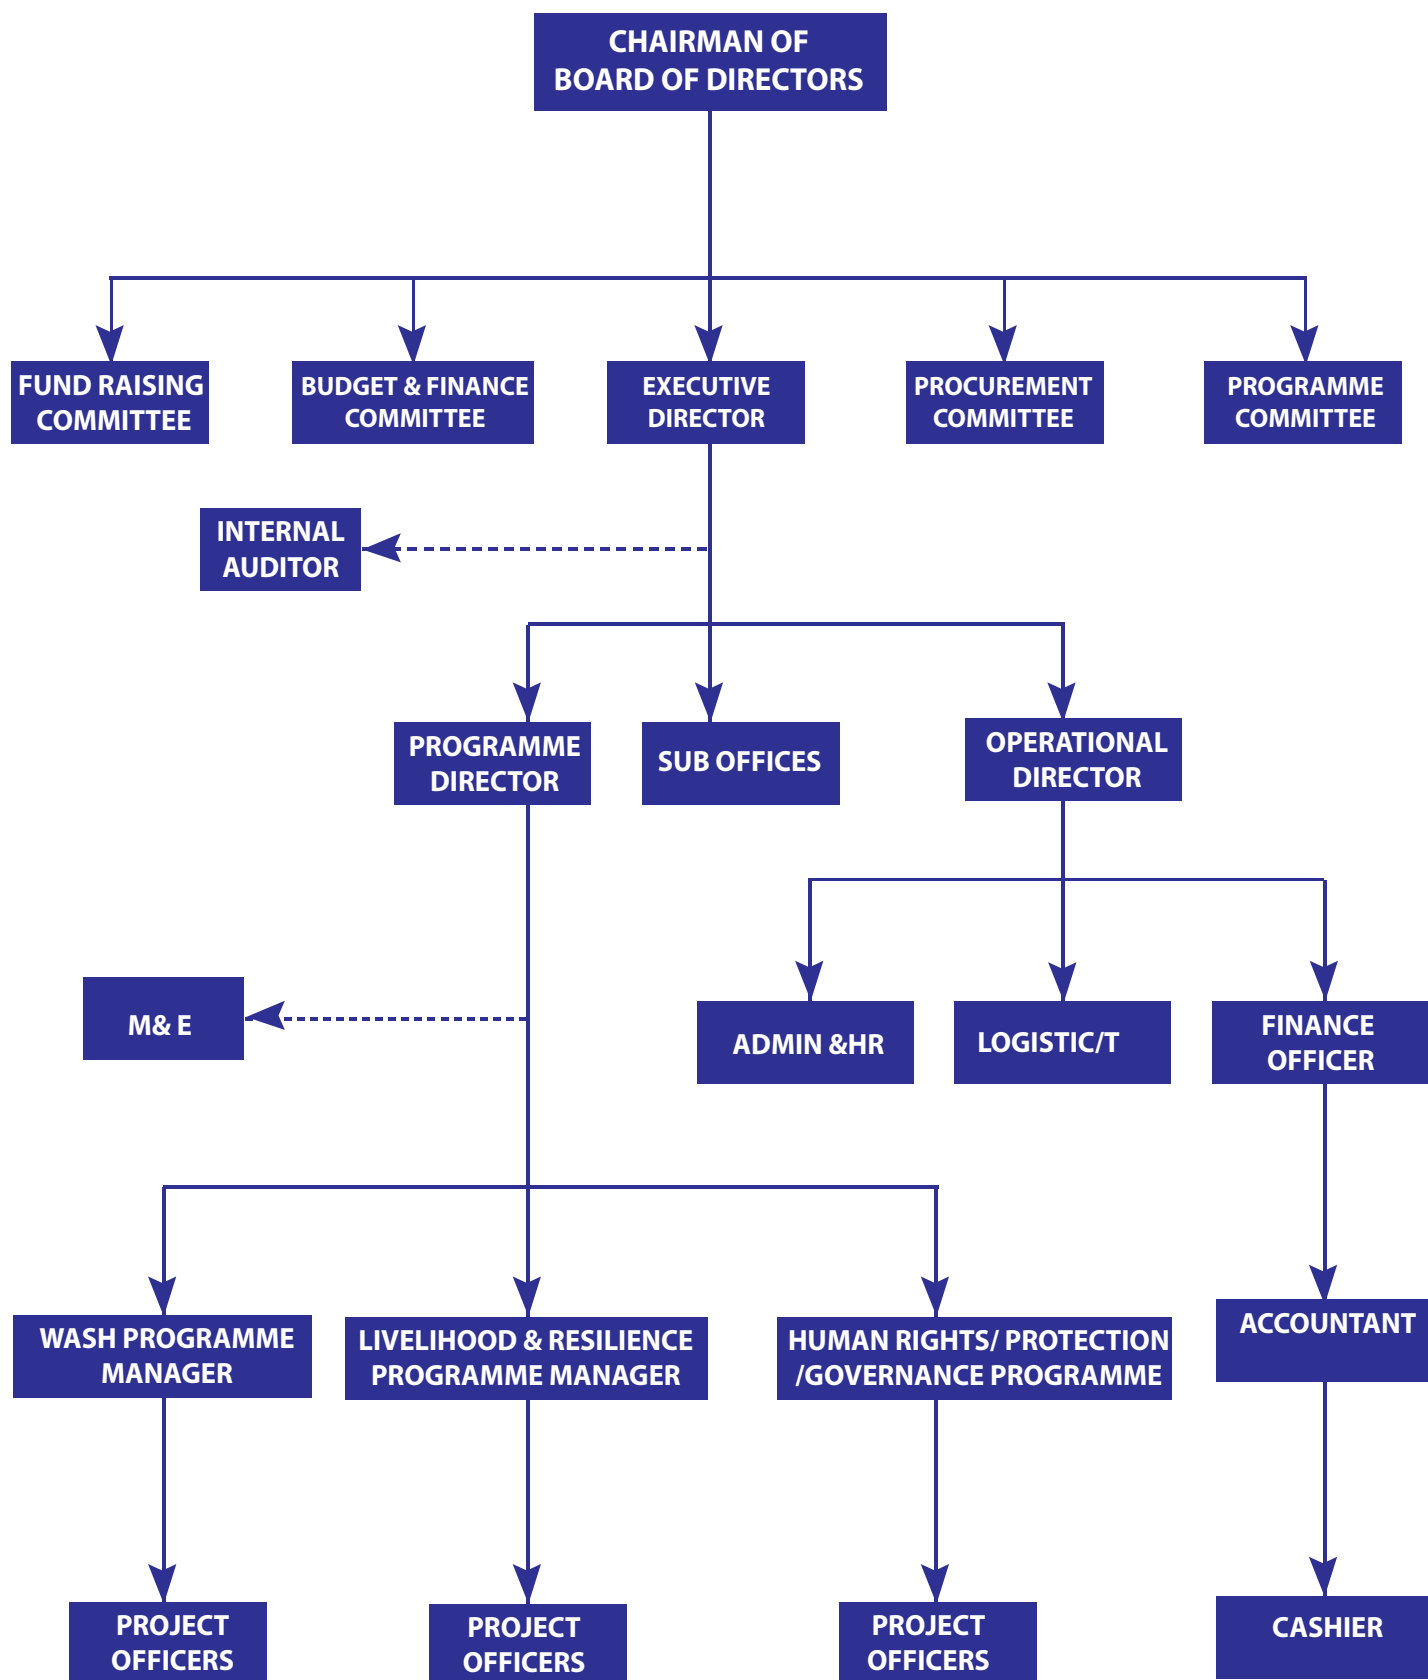 CHAIRMAN OF
BOARD OF DIRECTORS
FUND RAISING
COMMITTEE
BUDGET & FINANCE
COMMITTEE
EXECUTIVE
DIRECTOR
PROCUREMENT
COMMITTEE
PROGRAMME
COMMITTEE
INTERNAL
AUDITOR
PROGRAMME
DIRECTOR
SUB OFFICES
OPERATIONAL
DIRECTOR
M& E
ADMIN &HR
LOGISTIC/T
FINANCE
OFFICER
WASH PROGRAMME
MANAGER
LIVELIHOOD & RESILIENCE
PROGRAMME MANAGER
HUMAN RIGHTS/ PROTECTION
/GOVERNANCE PROGRAMME
ACCOUNTANT
PROJECT
OFFICERS
PROJECT
OFFICERS
PROJECT
OFFICERS
CASHIER